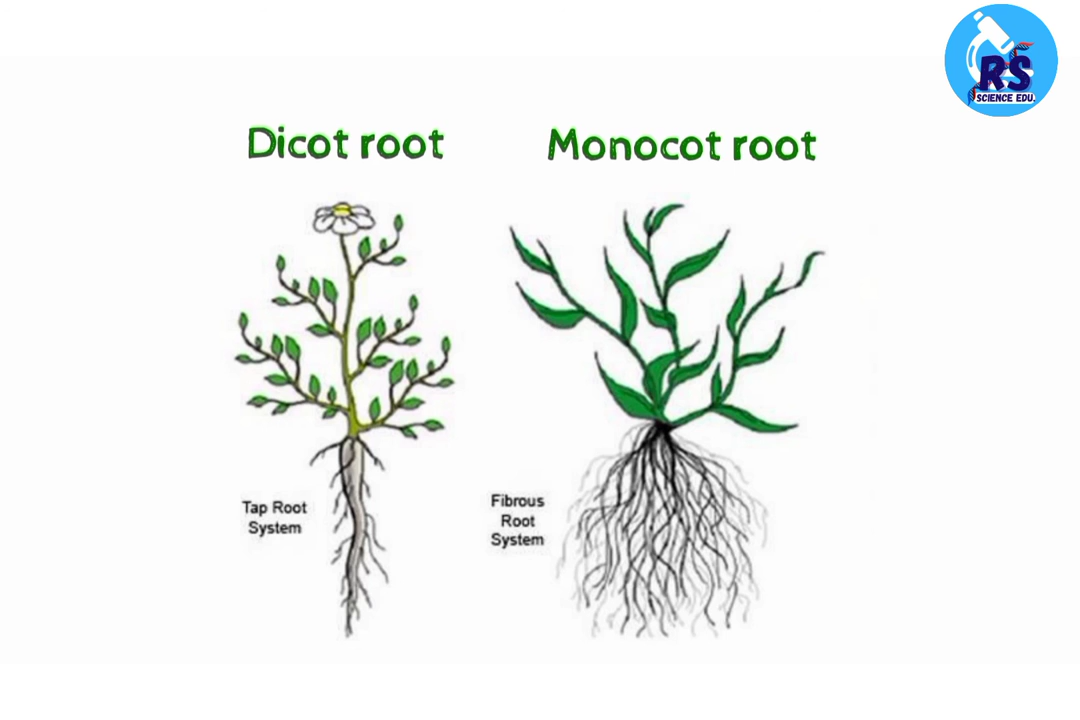 RS
SCIENCE EDU.
Dicot root
Monocot root
Tap Root
System
Fibrous
Root
System